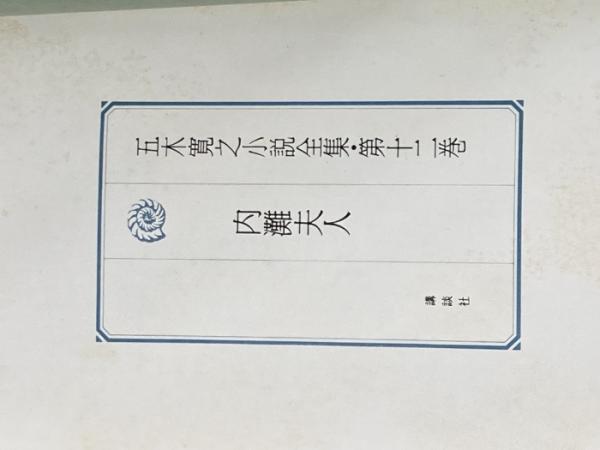 五木寛之小説全集・第十二巻
内灘夫人
講談社